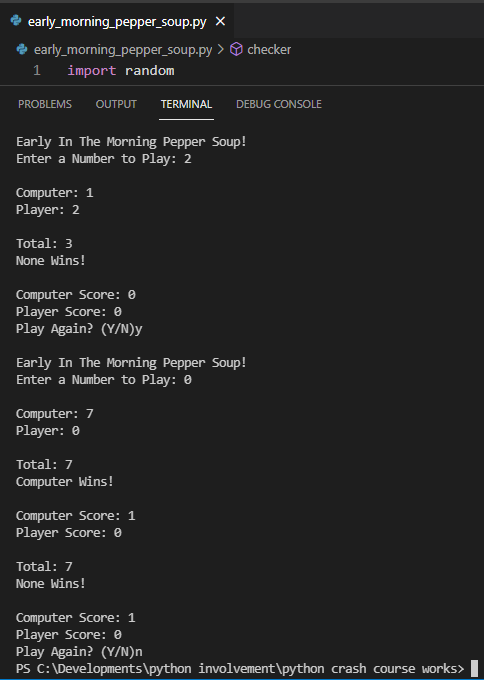 early_morning_pepper_soup.py
early_morning_pepper_soup.py > checker
1 import random
PROBLEMS OUTPUT TERMINAL DEBUG CONSOLE
Early In The Morning Pepper Soup!
Enter a Number to Play: 2
Computer: 1
Player: 2
Total: 3
None Wins!
Computer Score: 0
Player Score: 0
Play Again? (Y/N)y
Early In The Morning Pepper Soup!
Enter a Number to Play: 0
Computer: 7
Player: 0
Total: 7
Computer Wins!
Computer Score: 1
Player Score: 0
Total: 7
None Wins!
Computer Score: 1
Player Score: 0
Play Again? (Y/N)n
PS C:\Developments\python involvement\python crash course works>